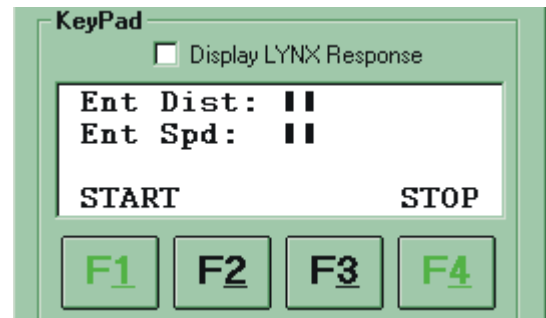 KeyPad
Display LYNX Response
Ent Dist:
Ent Spd:
START STOP
F1 F2 F3 F4